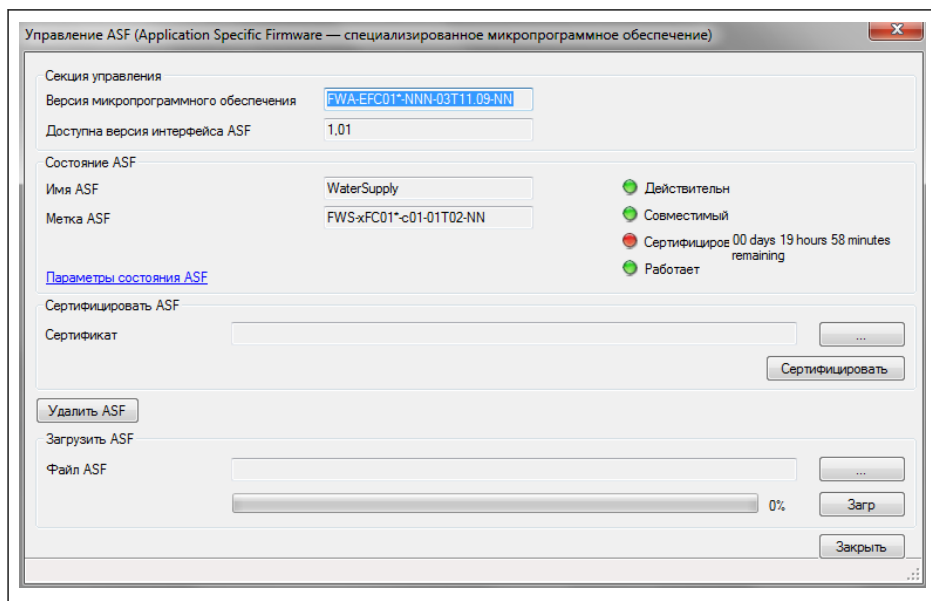 Управление ASF (Application Specific Firmware — специализированное микропрограммное обеспечение)
Секция управления
Версия микропрограммного обеспечения FWA-EFC01*-NNN-03T11.09-NN
Доступна версия интерфейса ASF 1,01
Состояние ASF
Имя ASF WaterSupply Действительн
Метка ASF FWS-xFC01*-c01-01T02-NN Совместимый
Сертифициров 00 days 19 hours 58 minutes
remaining
Работает
Параметры состояния ASF
Сертифицировать ASF
Сертификат ...
Сертифицировать
Удалить ASF
Загрузить ASF
Файл ASF ...
0% Загр
Закрыть